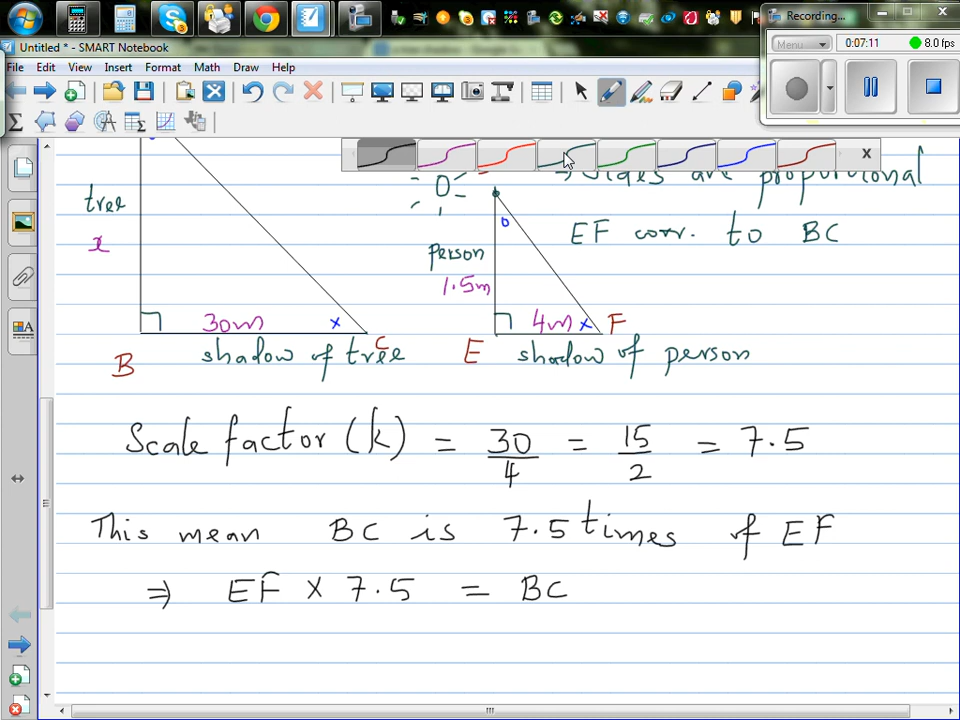 Recording...
Untitled * - SMART Notebook
Menu
0:07:11
8.0 fps
File Edit View Insert Format Math Draw Help
x
→ Sides are proportional
EF corr. to BC
tree
x
person
1.5m
30m
x
4m
x
F
B
shadow of tree
C
E
shadow of person
Scale factor (k) = 30/4 = 15/2 = 7.5
This mean BC is 7.5 times of EF
⇒ EF × 7.5 = BC